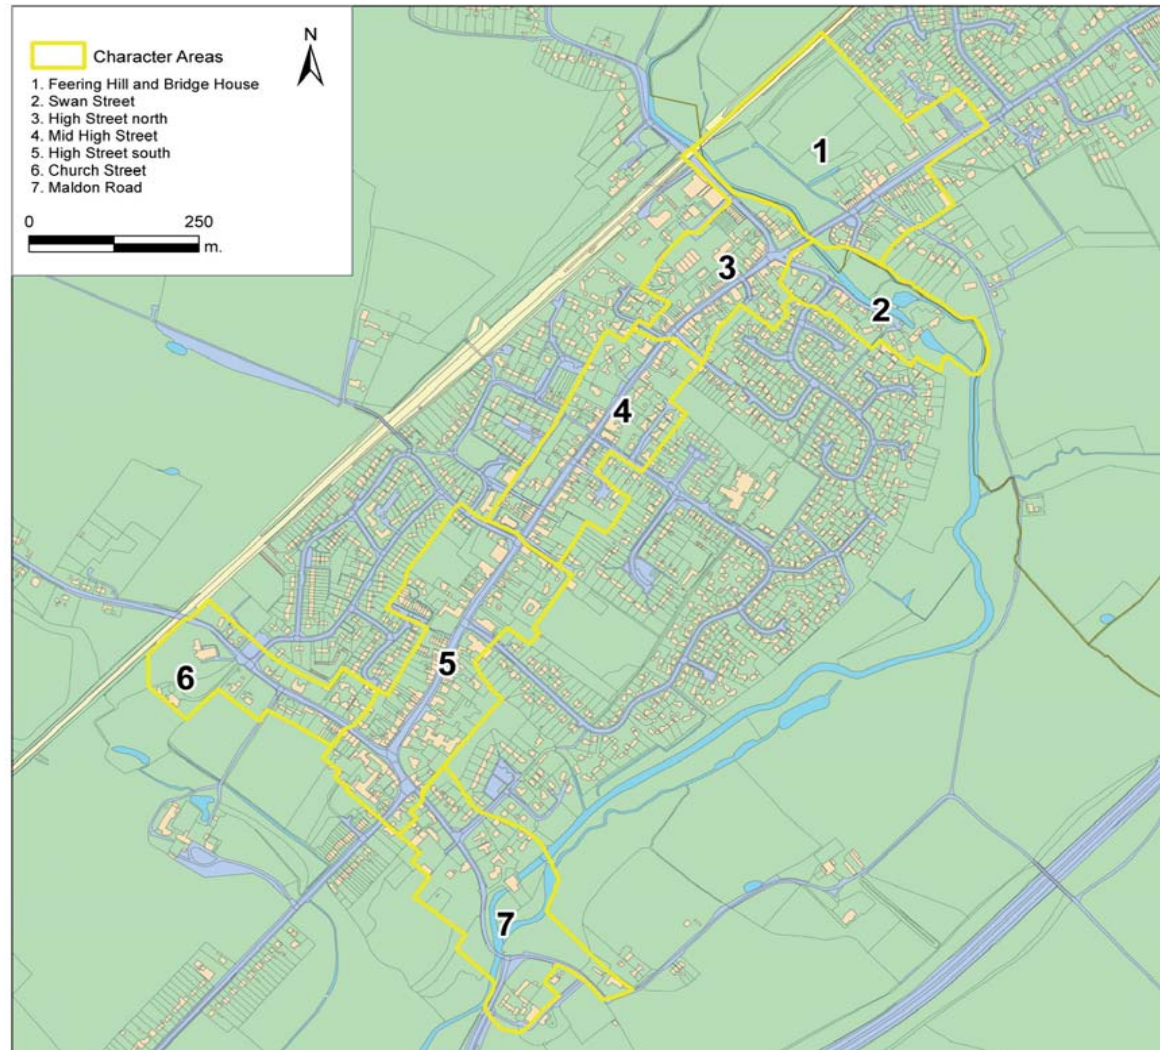 N
Character Areas
1. Feering Hill and Bridge House
2. Swan Street
3. High Street north
4. Mid High Street
5. High Street south
6. Church Street
7. Maldon Road
0 250
m.
1
2
3
4
5
6
7